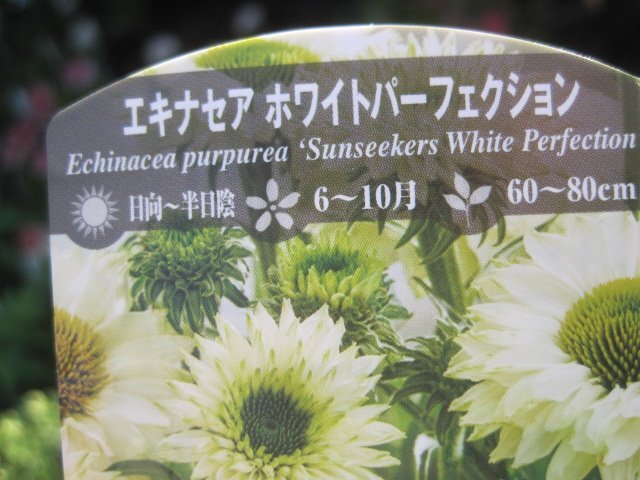 エキナセア ホワイトパーフェクション
Echinacea purpurea ‘Sunseekers White Perfection
日向～半日陰 6～10月 60～80cm